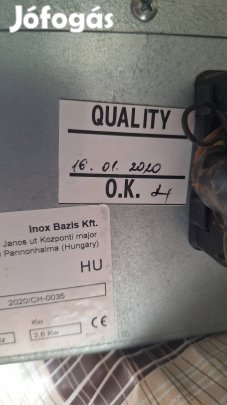 Jófogás
QUALITY
16. 01. 2020
O.K.
Inox Bazis Kft.
Janos ut Kozponti major
Pannonhalma (Hungary)
HU
2020/CH-0035
Kw
3,6 Kw
CE